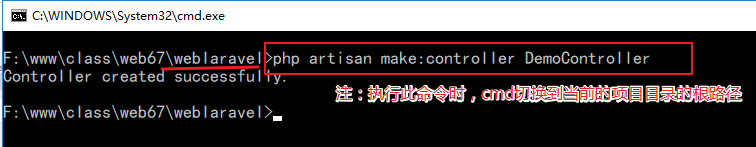 C:\WINDOWS\System32\cmd.exe
F:\www\class\web67\weblaravel>php artisan make:controller DemoController
Controller created successfully.
注：执行此命令时，cmd切换到当前的项目目录的根路径
F:\www\class\web67\weblaravel>